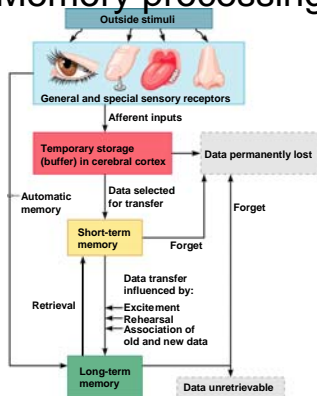 Memory processing
Outside stimuli
General and special sensory receptors
Afferent inputs
Temporary storage
(buffer) in cerebral cortex
Data permanently lost
Data selected
for transfer
Automatic
memory
Forget
Short-term
memory
Forget
Data transfer
influenced by:
Retrieval
Excitement
Rehearsal
Association of
old and new data
Long-term
memory
Data unretrievable